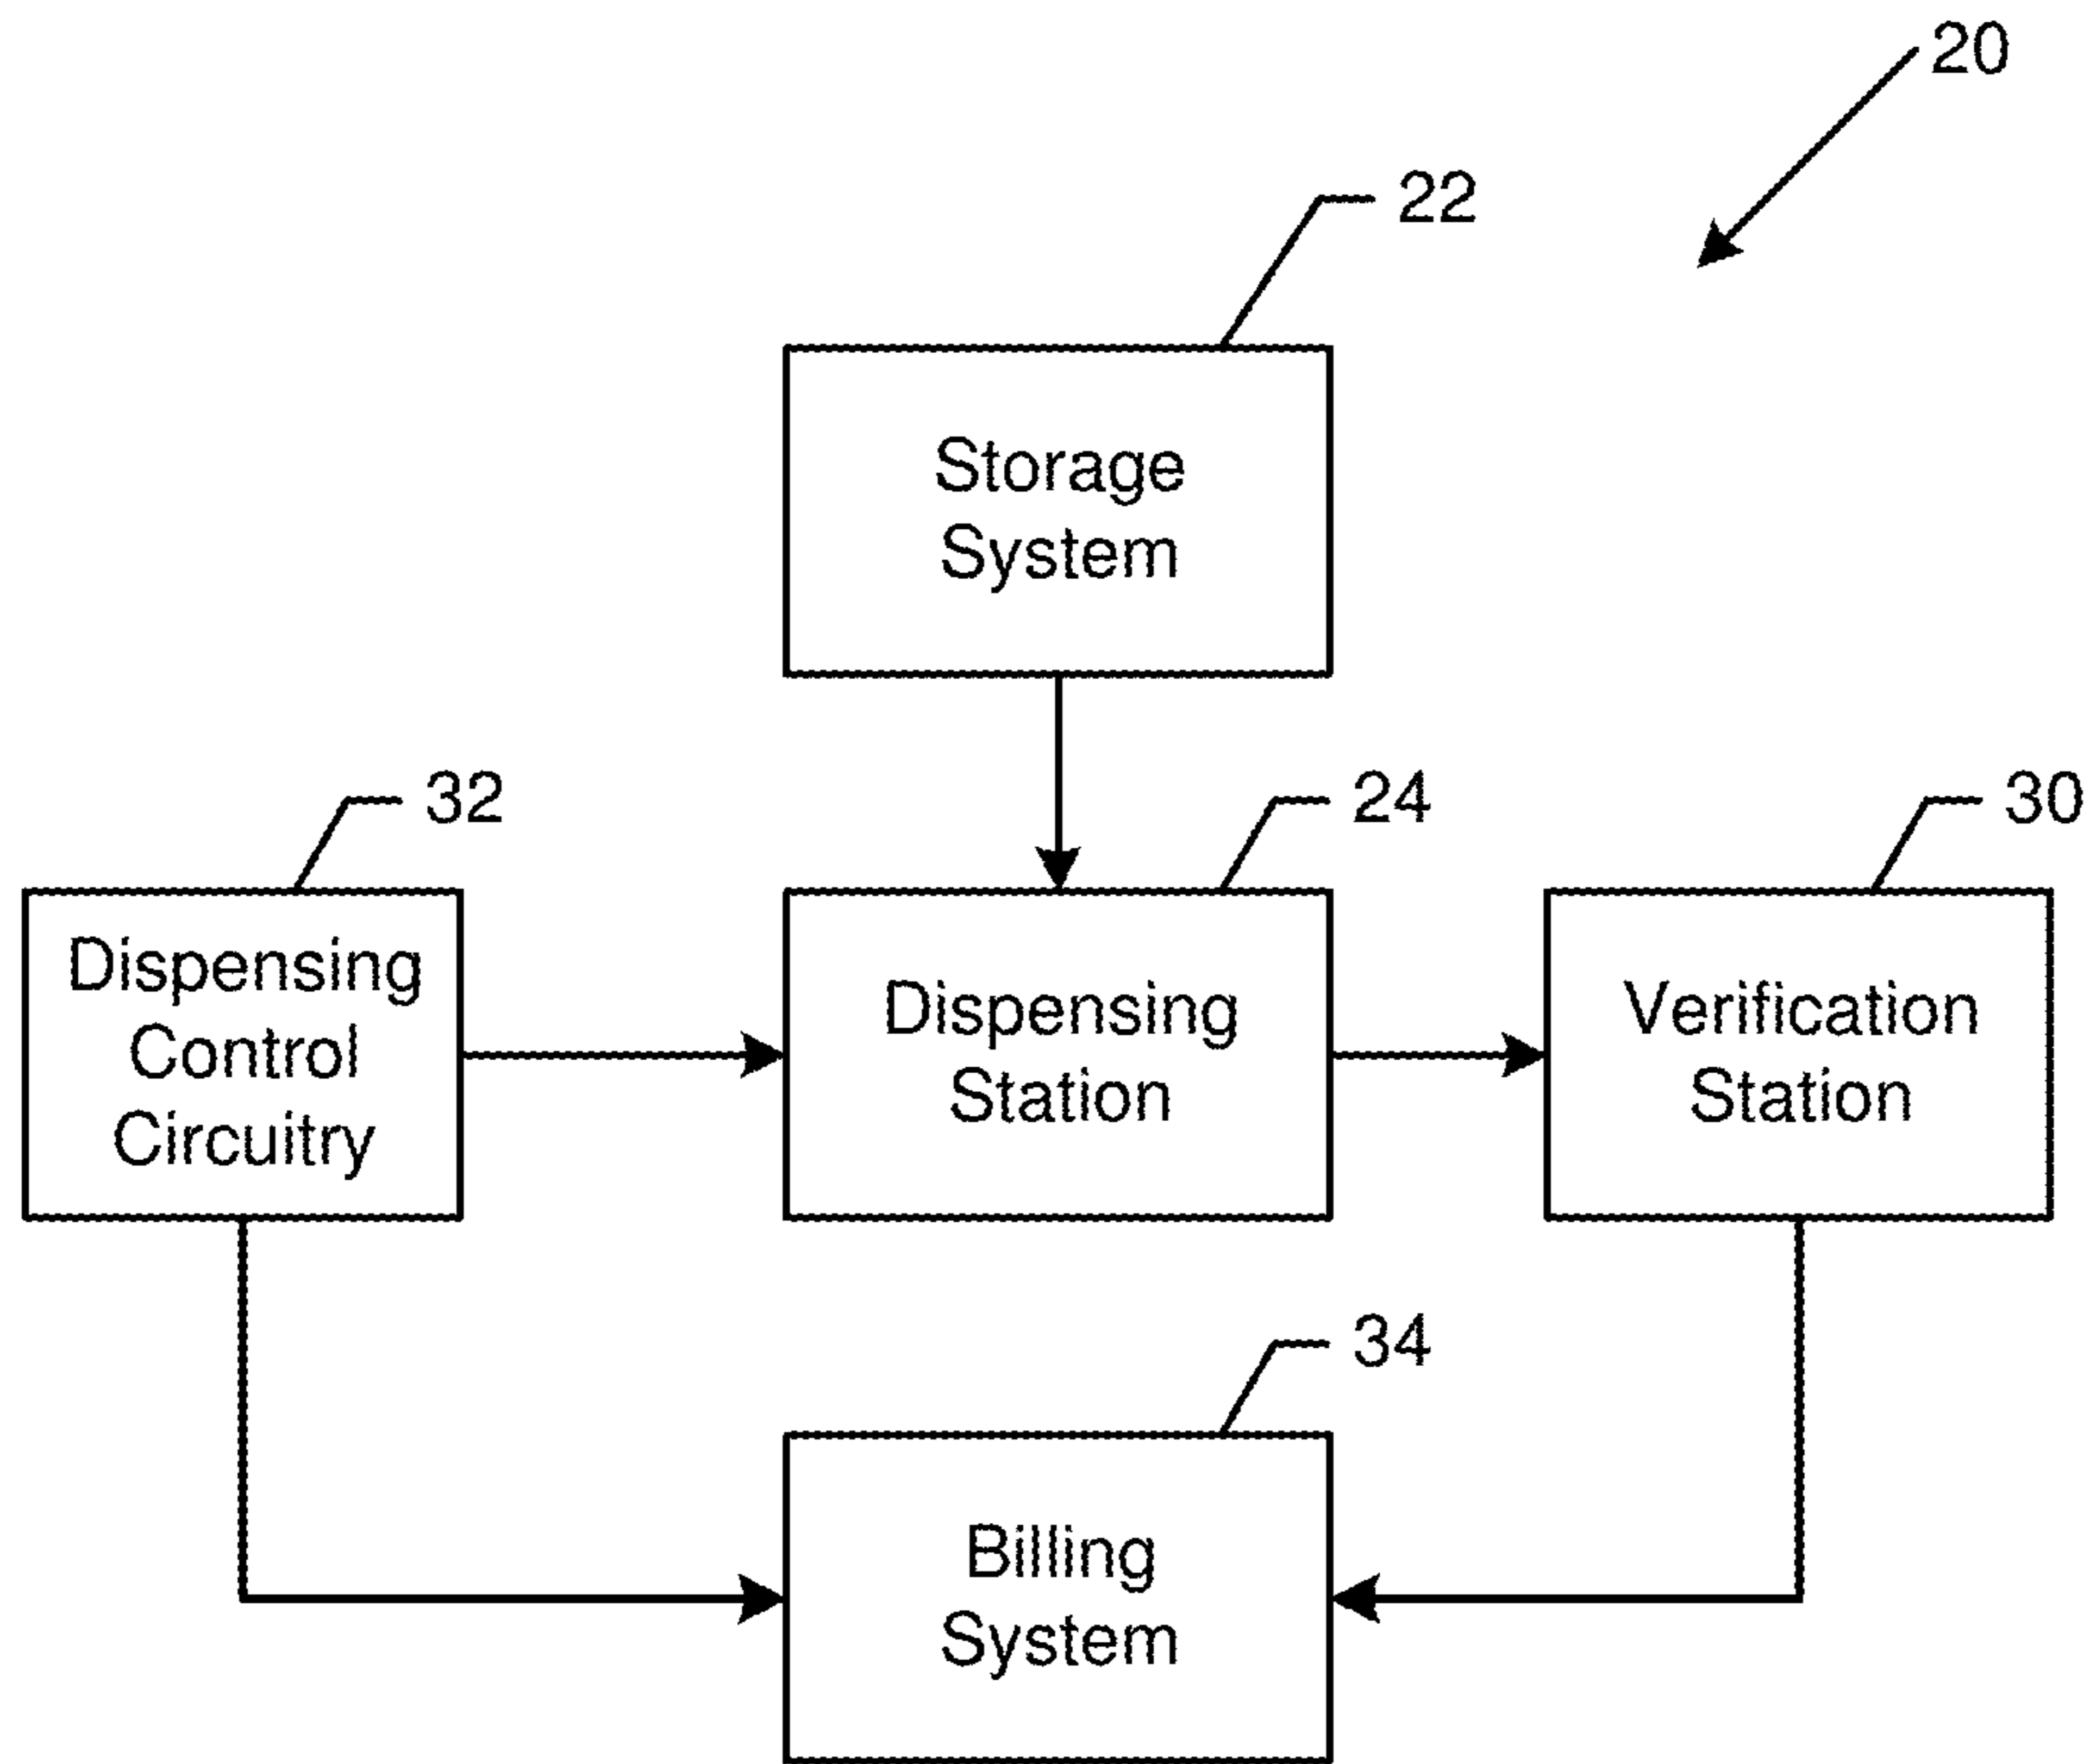 20
22
Storage
System
32
24
30
Dispensing
Control
Circuitry
Dispensing
Station
Verification
Station
34
Billing
System